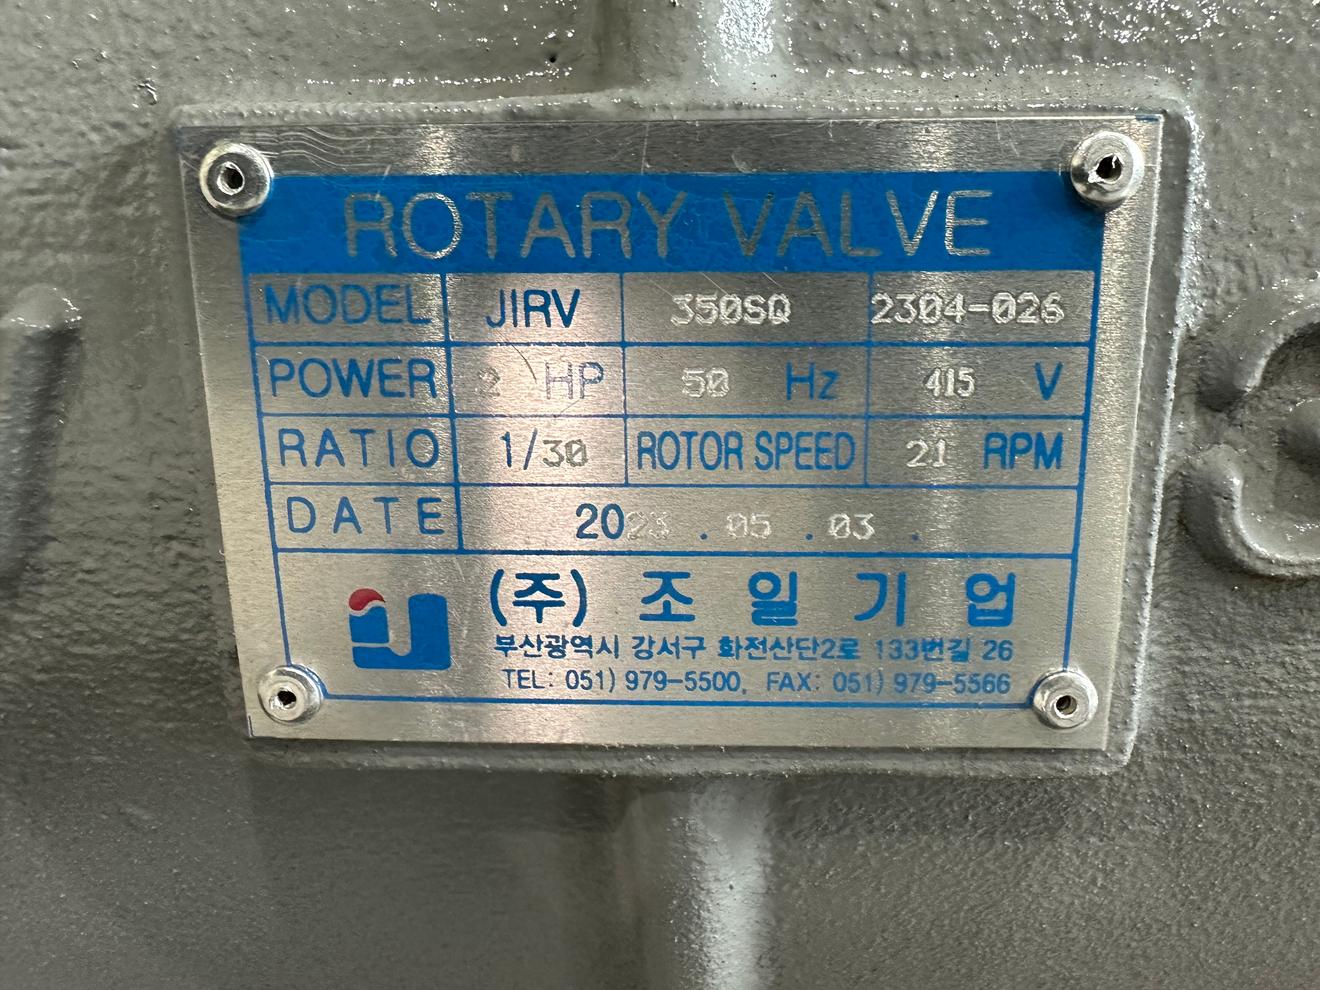 ROTARY VALVE
MODEL JIRV 350SQ 2304-026
POWER 2 HP 50 Hz 415 V
RATIO 1/30 ROTOR SPEED 21 RPM
DATE 2023 . 05 . 03 .
(주) 조 일 기 업
부산광역시 강서구 화전산단2로 133번길 26
TEL: 051) 979-5500, FAX: 051) 979-5566